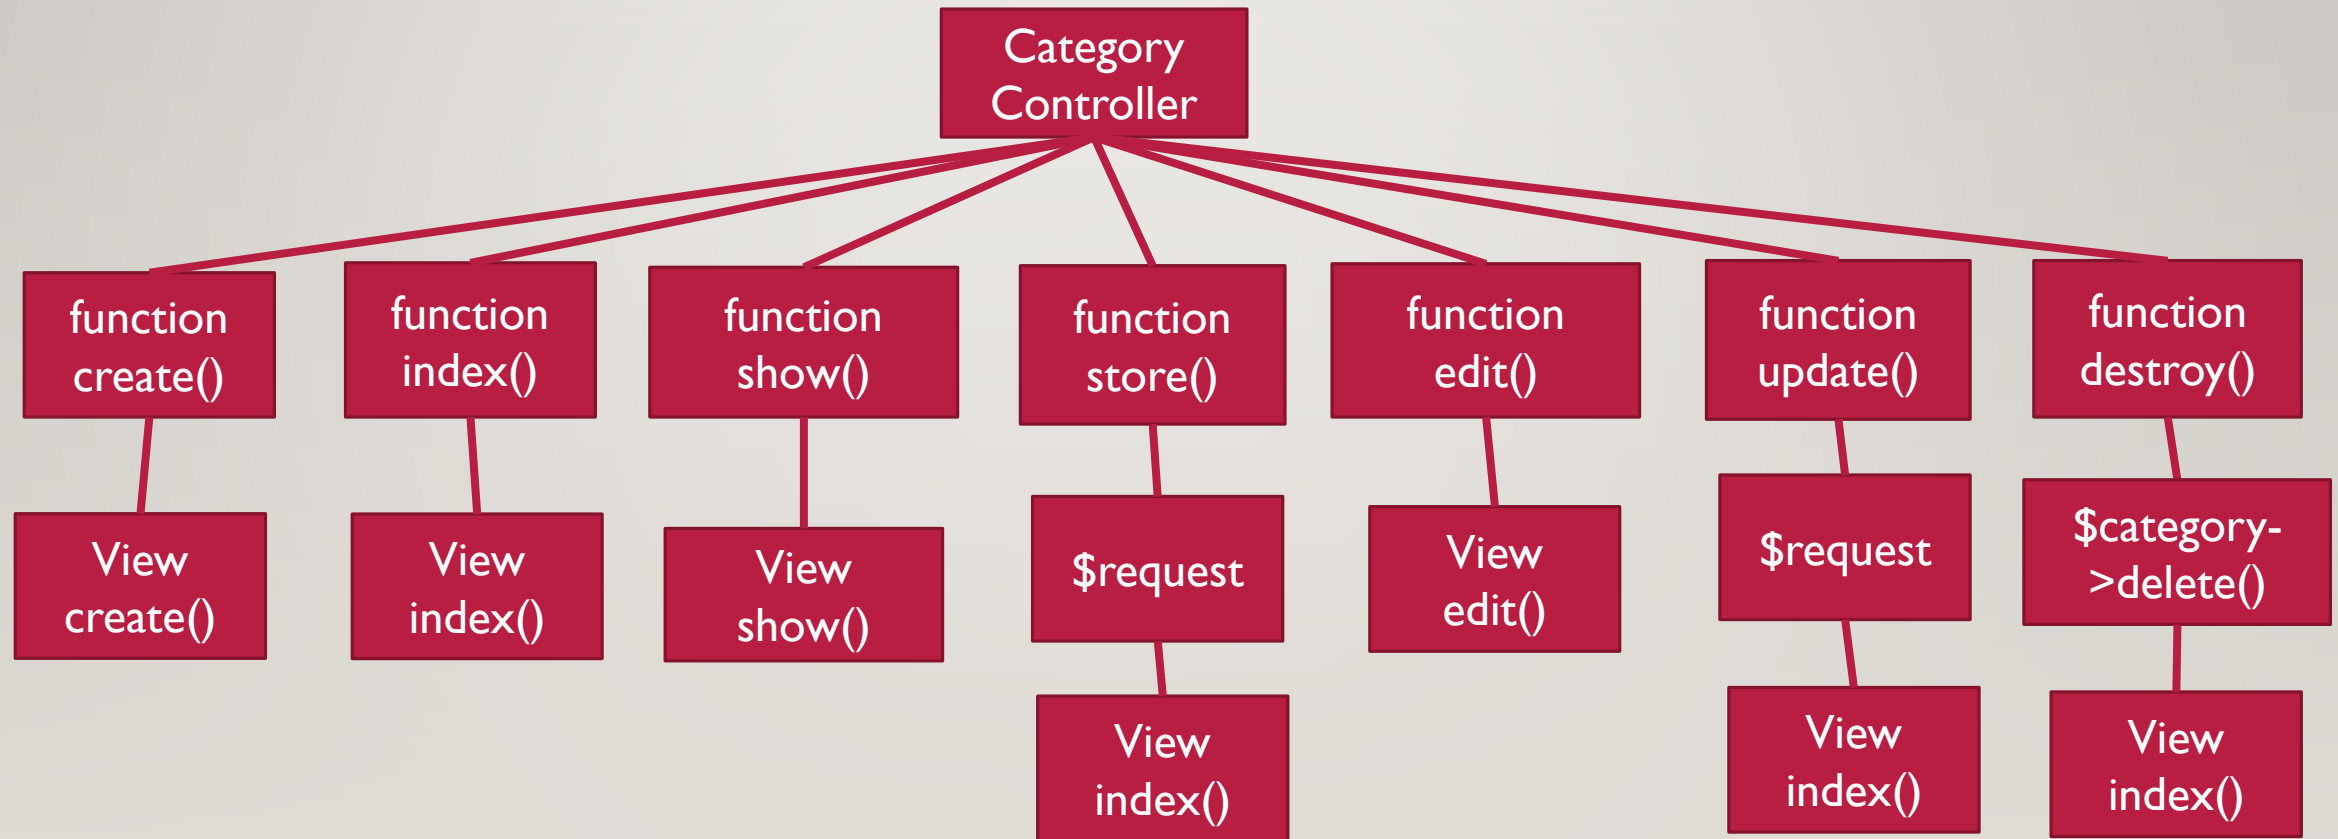 Category
Controller
function
create()
function
index()
function
show()
function
store()
function
edit()
function
update()
function
destroy()
View
create()
View
index()
View
show()
$request
View
edit()
$request
$category-
>delete()
View
index()
View
index()
View
index()